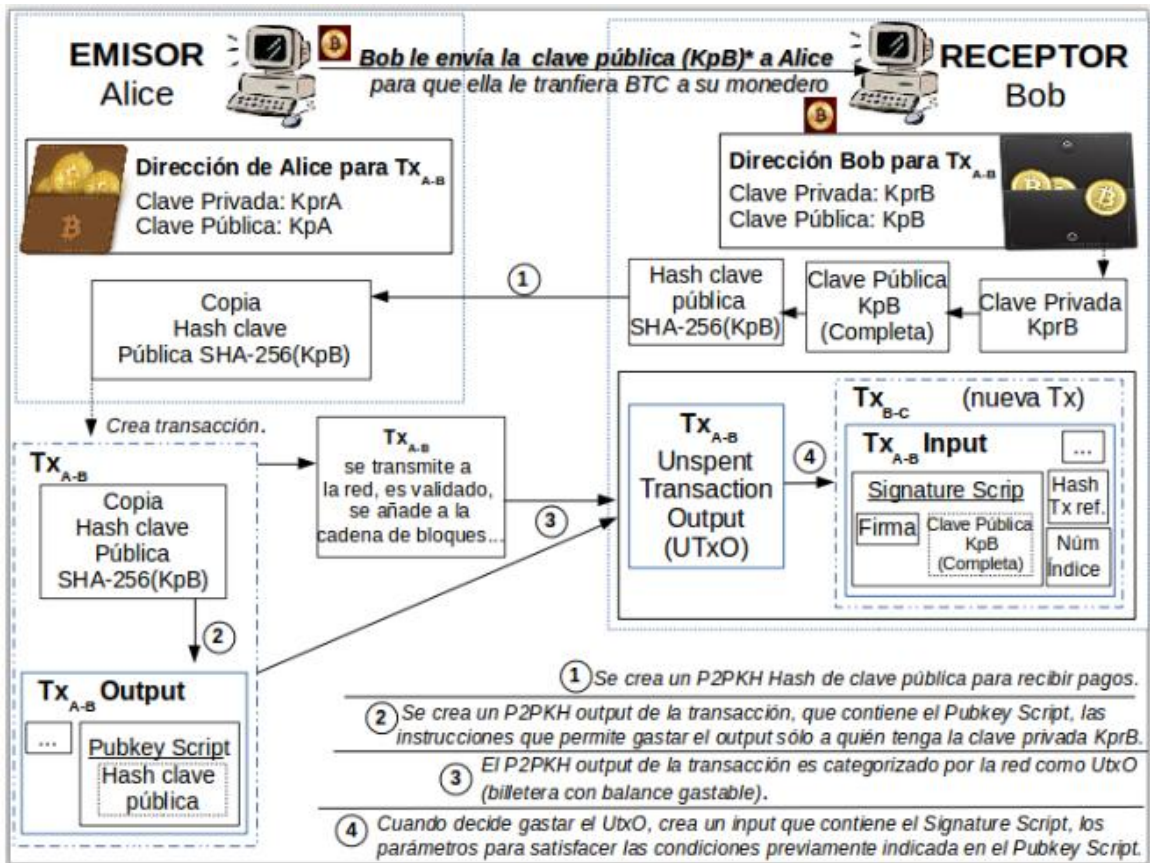 EMISOR
Alice
Bob le envía la clave pública (KpB)* a Alice
para que ella le tranfiera BTC a su monedero
RECEPTOR
Bob
Dirección de Alice para Tx A-B
Clave Privada: KprA
Clave Pública: KpA
Dirección Bob para Tx A-B
Clave Privada: KprB
Clave Pública: KpB
1
Copia
Hash clave
Pública SHA-256(KpB)
Hash clave
pública
SHA-256(KpB)
Clave Pública
KpB
(Completa)
Clave Privada
KprB
Crea transacción.
Tx A-B
Copia
Hash clave
Pública
SHA-256(KpB)
2
Tx A-B Output
...
Pubkey Script
Hash clave
pública
Tx A-B
se transmite a
la red, es validado,
se añade a la
cadena de bloques...
3
Tx A-B
Unspent
Transaction
Output
(UTxO)
4
Tx B-C (nueva Tx)
Tx A-B Input
...
Signature Scrip
Firma
Clave Pública
KpB
(Completa)
Hash
Tx ref.
Núm
Índice
1 Se crea un P2PKH Hash de clave pública para recibir pagos.
2 Se crea un P2PKH output de la transacción, que contiene el Pubkey Script, las
instrucciones que permite gastar el output sólo a quién tenga la clave privada KprB.
3 El P2PKH output de la transacción es categorizado por la red como UtxO
(billetera con balance gastable).
4 Cuando decide gastar el UtxO, crea un input que contiene el Signature Script, los
parámetros para satisfacer las condiciones previamente indicada en el Pubkey Script.